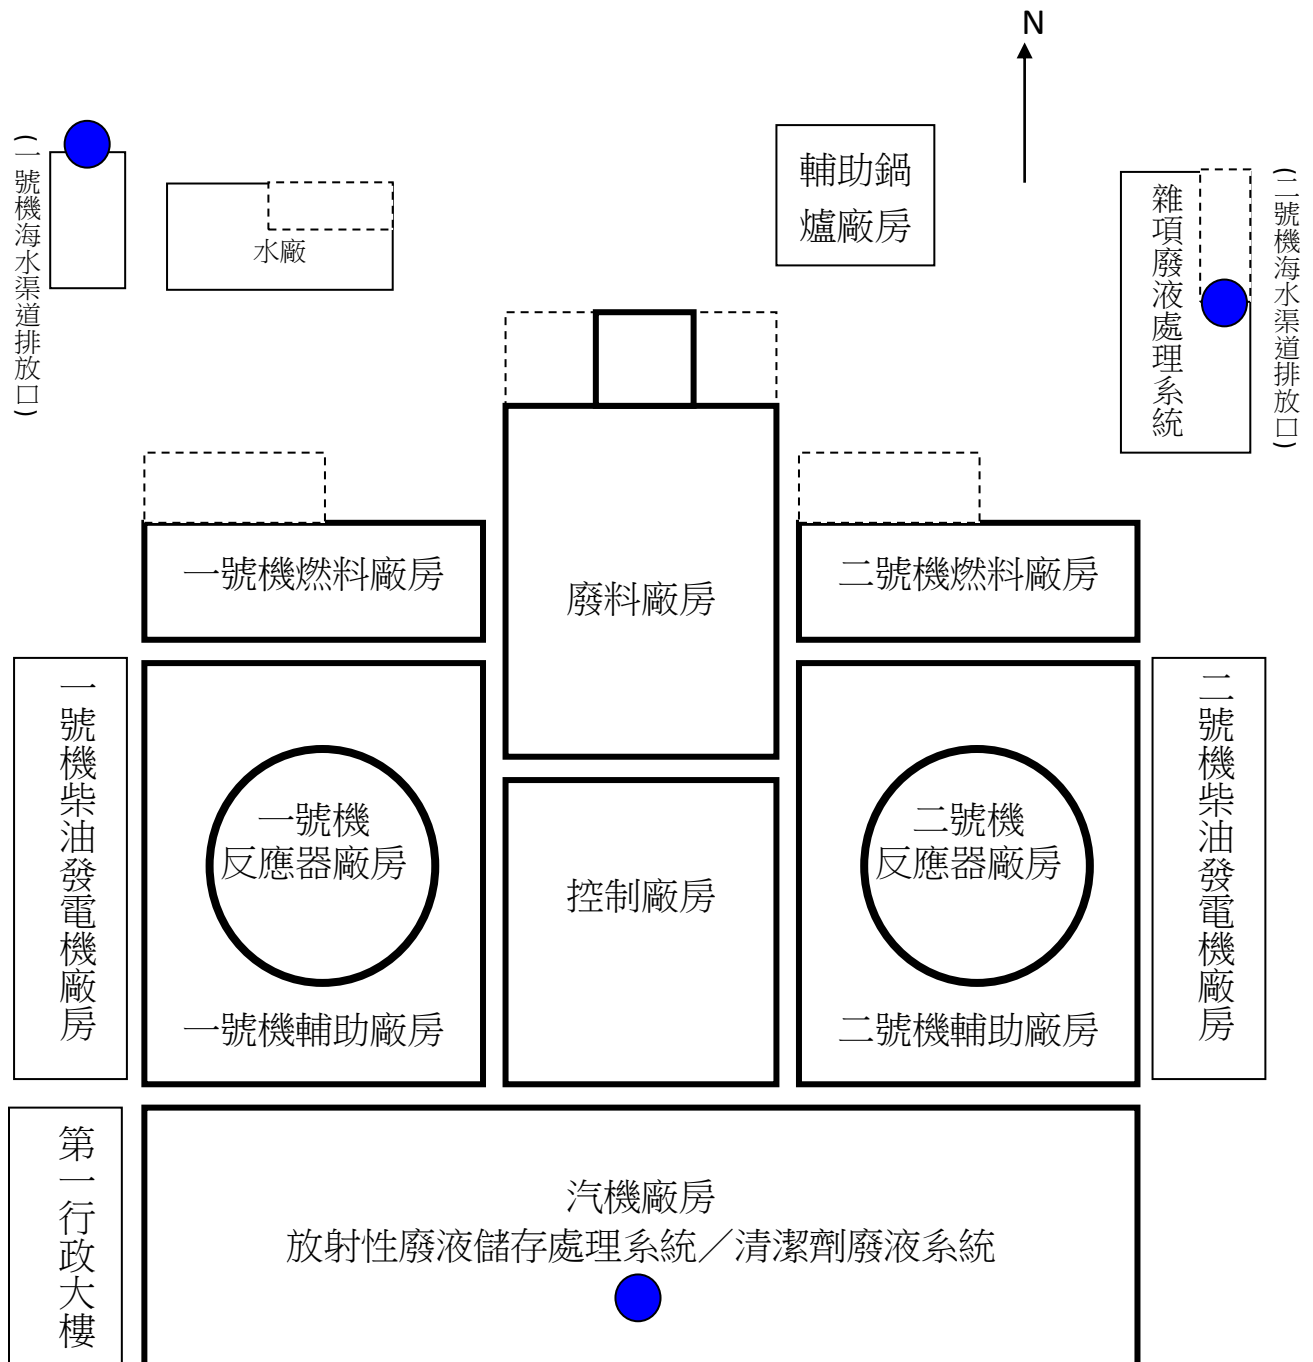 N
(一號機海水渠道排放口)
水廠
輔助鍋
爐廠房
雜項廢液處理系統
(二號機海水渠道排放口)
一號機燃料廠房
廢料廠房
二號機燃料廠房
一號機柴油發電機廠房
一號機
反應器廠房
一號機輔助廠房
控制廠房
二號機
反應器廠房
二號機輔助廠房
二號機柴油發電機廠房
第一行政大樓
汽機廠房
放射性廢液儲存處理系統／清潔劑廢液系統